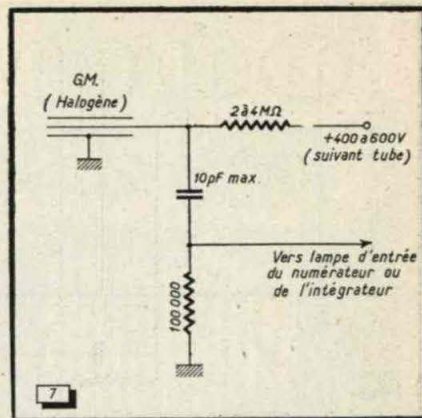 G.M.
( Halogène )
2 à 4 MΩ
+400 à 600V
(suivant tube)
10pF max.
Vers lampe d'entrée
du numérateur ou
de l'intégrateur
100 000
7